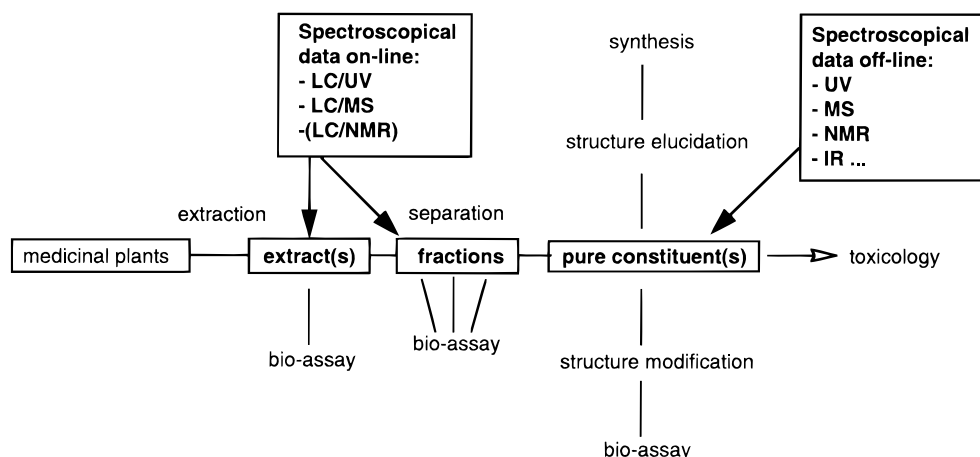 Spectroscopical
data on-line:
- LC/UV
- LC/MS
-(LC/NMR)
synthesis
structure elucidation
Spectroscopical
data off-line:
- UV
- MS
- NMR
- IR ...
extraction
separation
medicinal plants
extract(s)
fractions
pure constituent(s)
toxicology
bio-assay
bio-assay
structure modification
bio-assay